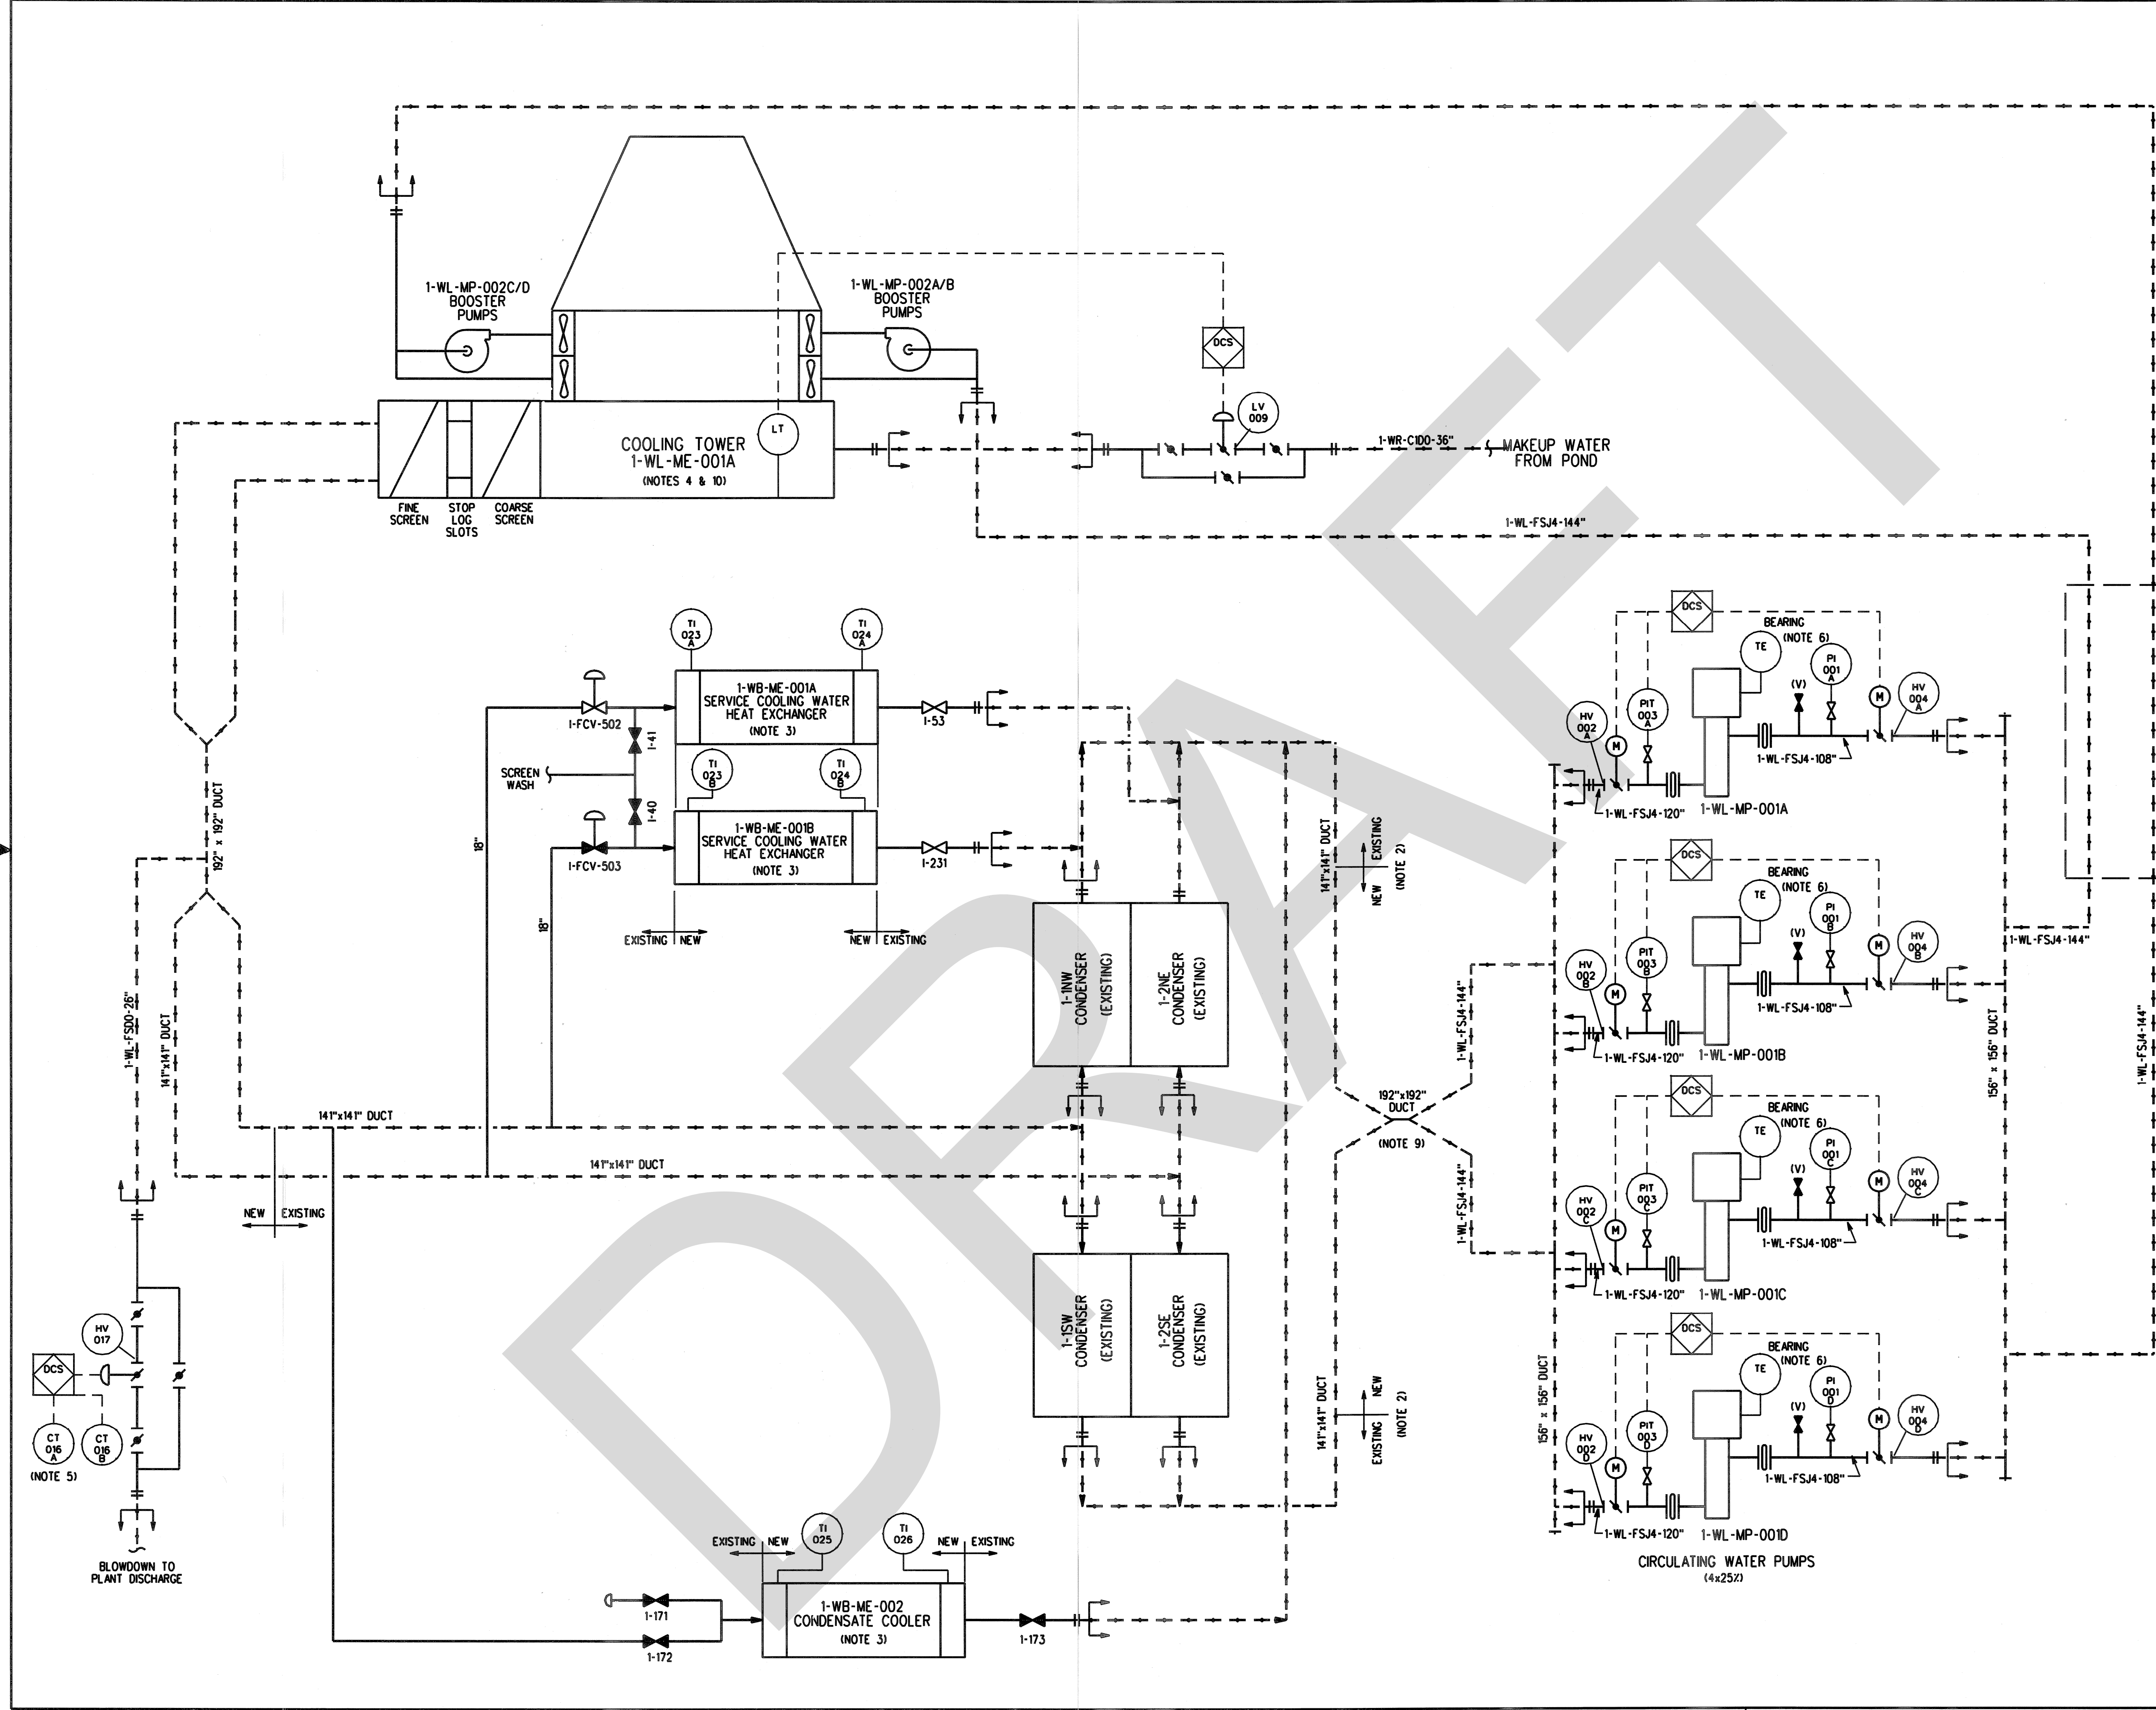 1-WL-MP-002C/D
BOOSTER
PUMPS
1-WL-MP-002A/B
BOOSTER
PUMPS
DCS
LV
009
LT
COOLING TOWER
1-WL-ME-001A
(NOTES 4 & 10)
1-WR-C1D0-36"
MAKEUP WATER
FROM POND
FINE
SCREEN
STOP
LOG
SLOTS
COARSE
SCREEN
1-WL-FSJ4-144"
TI
023
A
TI
024
A
1-WB-ME-001A
SERVICE COOLING WATER
HEAT EXCHANGER
(NOTE 3)
1-FCV-502
1-41
1-53
SCREEN
WASH
TI
023
B
TI
024
B
1-40
1-WB-ME-001B
SERVICE COOLING WATER
HEAT EXCHANGER
(NOTE 3)
1-FCV-503
1-231
18"
18"
EXISTING
NEW
NEW
EXISTING
192" x 192" DUCT
1-WL-FSD0-26"
141"x141" DUCT
141"x141" DUCT
141"x141" DUCT
NEW
EXISTING
1-1NW
CONDENSER
(EXISTING)
1-2NE
CONDENSER
(EXISTING)
1-1SW
CONDENSER
(EXISTING)
1-2SE
CONDENSER
(EXISTING)
141"x141" DUCT
NEW
EXISTING
(NOTE 2)
192"x192"
DUCT
(NOTE 9)
141"x141" DUCT
EXISTING
NEW
(NOTE 2)
1-WL-FSJ4-144"
1-WL-FSJ4-144"
156" x 156" DUCT
DCS
BEARING
(NOTE 6)
TE
PI
001
A
(V)
M
HV
004
A
HV
002
A
M
PIT
003
A
1-WL-FSJ4-108"
1-WL-FSJ4-120"
1-WL-MP-001A
DCS
BEARING
(NOTE 6)
TE
PI
001
B
(V)
M
HV
004
B
HV
002
B
M
PIT
003
B
1-WL-FSJ4-108"
1-WL-FSJ4-120"
1-WL-MP-001B
DCS
BEARING
(NOTE 6)
TE
PI
001
C
(V)
M
HV
004
C
HV
002
C
M
PIT
003
C
1-WL-FSJ4-108"
1-WL-FSJ4-120"
1-WL-MP-001C
DCS
BEARING
(NOTE 6)
TE
PI
001
D
(V)
M
HV
004
D
HV
002
D
M
PIT
003
D
1-WL-FSJ4-108"
1-WL-FSJ4-120"
1-WL-MP-001D
CIRCULATING WATER PUMPS
(4x25%)
1-WL-FSJ4-144"
156" x 156" DUCT
1-WL-FSJ4-144"
HV
017
DCS
CT
016
A
CT
016
B
(NOTE 5)
BLOWDOWN TO
PLANT DISCHARGE
EXISTING
NEW
TI
025
TI
026
NEW
EXISTING
1-171
1-172
1-WB-ME-002
CONDENSATE COOLER
(NOTE 3)
1-173
DRAFT